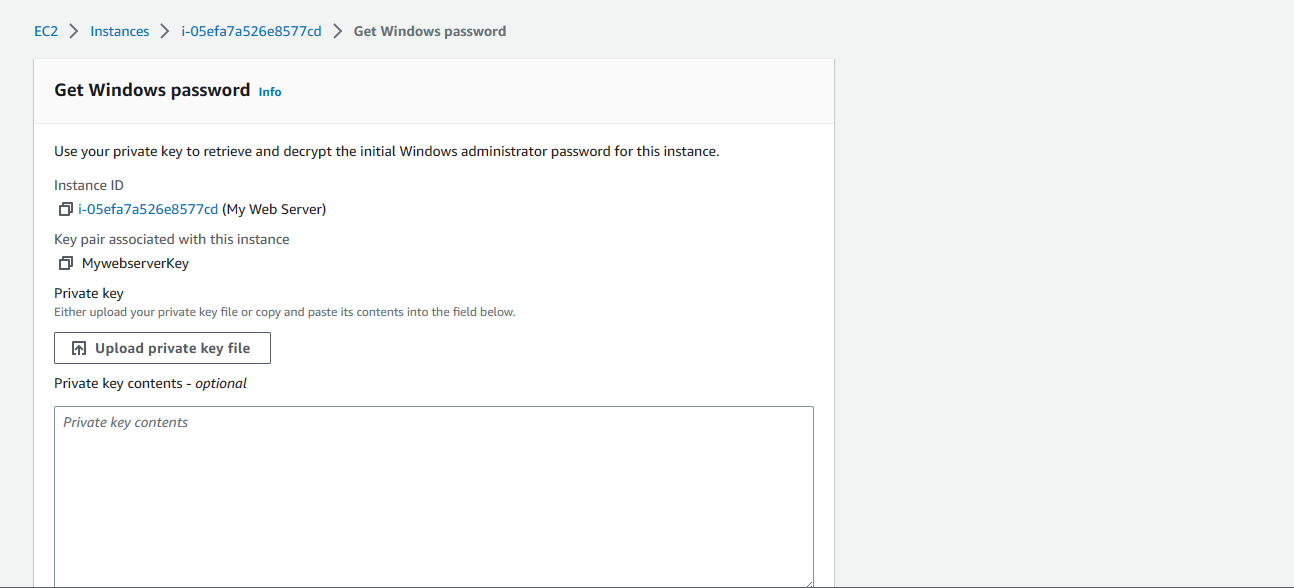 EC2 Instances i-05efa7a526e8577cd Get Windows password
Get Windows password Info
Use your private key to retrieve and decrypt the initial Windows administrator password for this instance.
Instance ID
i-05efa7a526e8577cd (My Web Server)
Key pair associated with this instance
MywebserverKey
Private key
Either upload your private key file or copy and paste its contents into the field below.
Upload private key file
Private key contents - optional
Private key contents